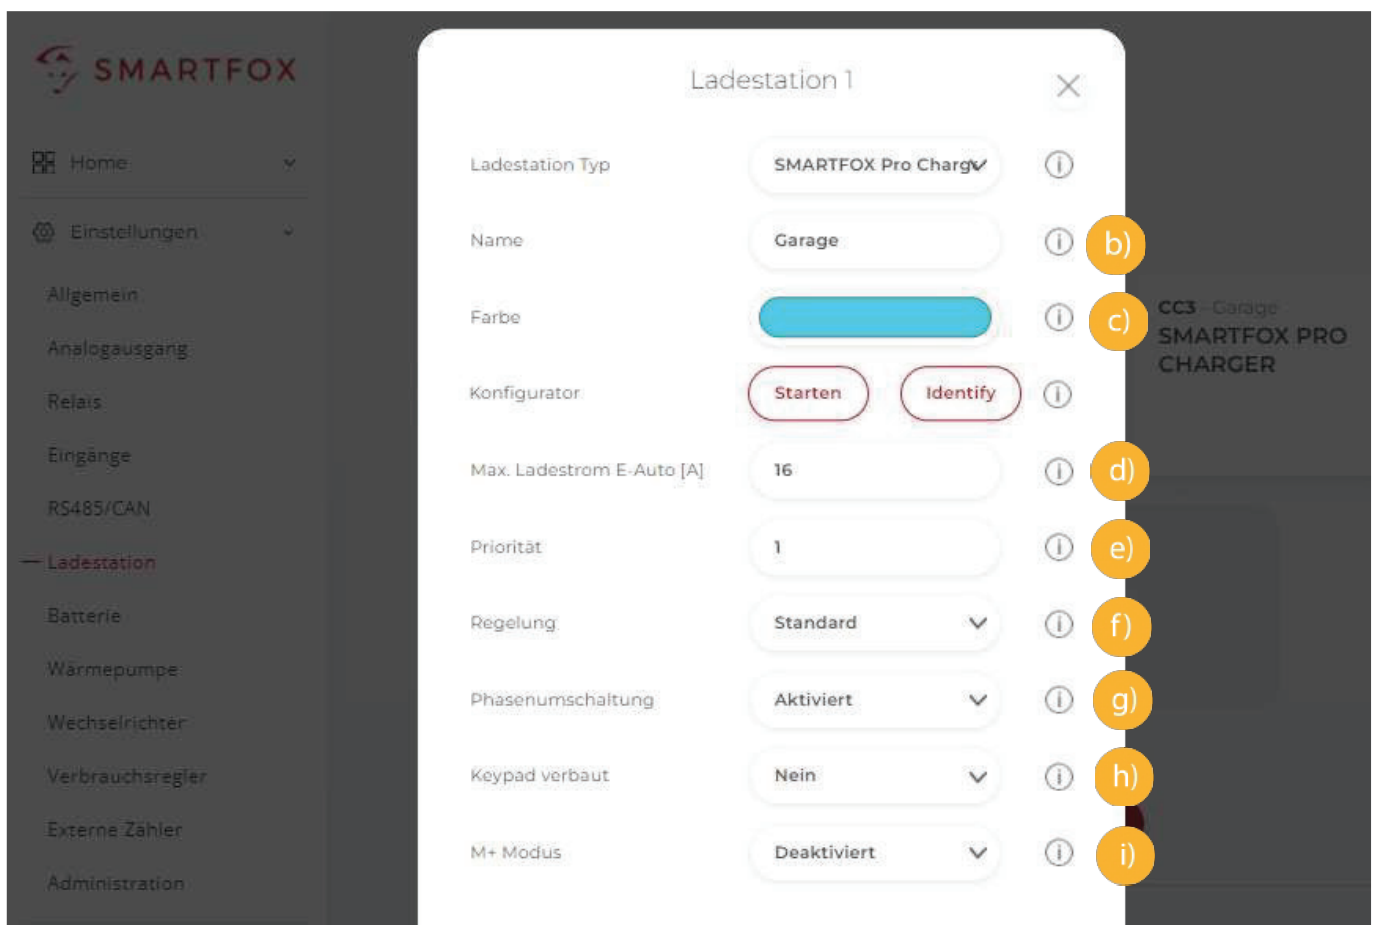 SMARTFOX
Home
Einstellungen
Allgemein
Analogausgang
Relais
Eingänge
RS485/CAN
Ladestation
Batterie
Wärmepumpe
Wechselrichter
Verbrauchsregler
Externe Zähler
Administration
Ladestation 1
Ladestation Typ SMARTFOX Pro Charge
Name Garage b)
Farbe c)
Konfigurator Starten Identify
Max. Ladestrom E-Auto [A] 16 d)
Priorität 1 e)
Regelung Standard f)
Phasenumschaltung Aktiviert g)
Keypad verbaut Nein h)
M+ Modus Deaktiviert i)
CC3 - Garage
SMARTFOX PRO
CHARGER